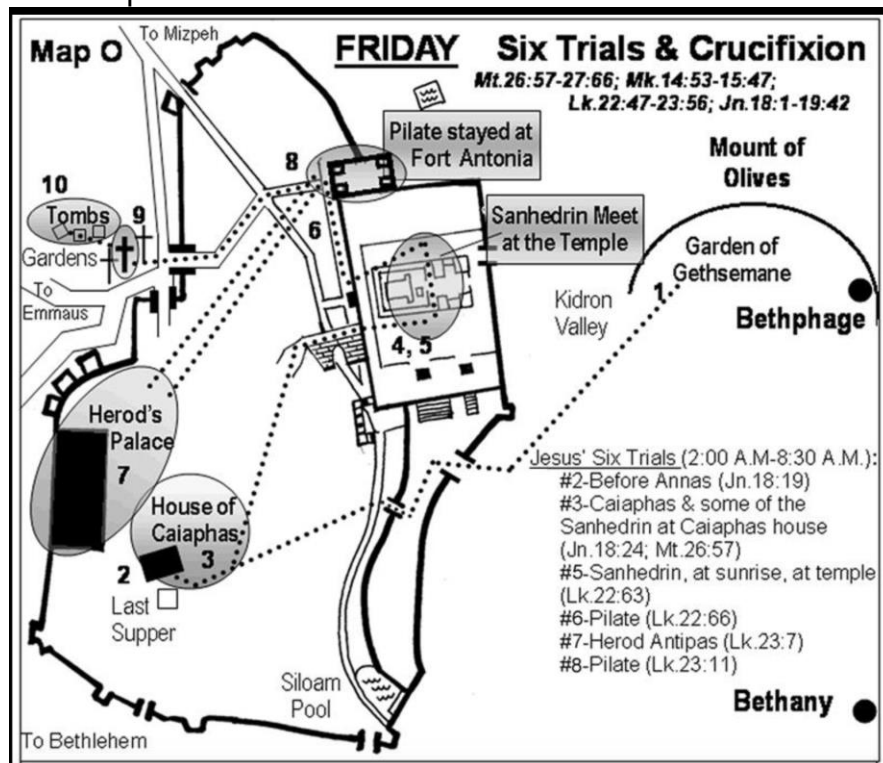 Map O
To Mizpeh
FRIDAY
Six Trials & Crucifixion
Mt.26:57-27:66; Mk.14:53-15:47;
Lk.22:47-23:56; Jn.18:1-19:42
Pilate stayed at
Fort Antonia
8
Mount of
Olives
10
Tombs
9
Gardens
Sanhedrin Meet
at the Temple
6
Garden of
Gethsemane
1
To
Emmaus
Kidron
Valley
Bethphage
4, 5
Herod's
Palace
7
House of
Caiaphas
3
2
Last
Supper
Jesus' Six Trials (2:00 A.M-8:30 A.M.):
#2-Before Annas (Jn.18:19)
#3-Caiaphas & some of the
Sanhedrin at Caiaphas house
(Jn.18:24; Mt.26:57)
#5-Sanhedrin, at sunrise, at temple
(Lk.22:63)
#6-Pilate (Lk.22:66)
#7-Herod Antipas (Lk.23:7)
#8-Pilate (Lk.23:11)
Siloam
Pool
Bethany
To Bethlehem